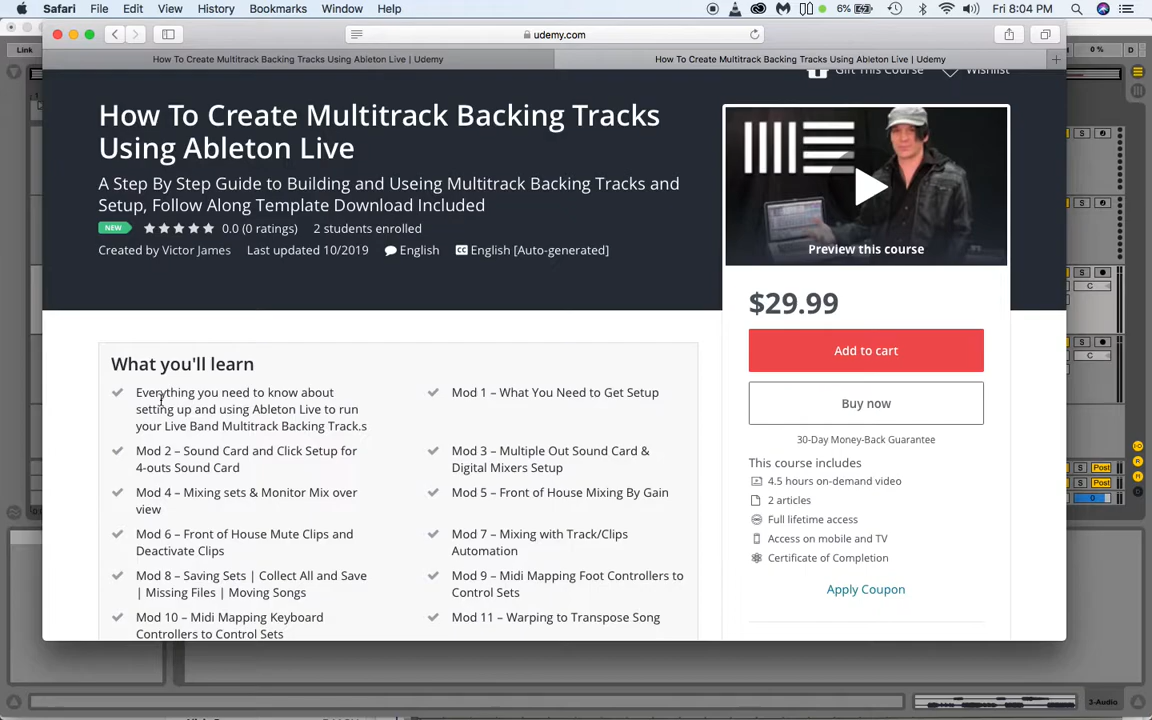 Safari File Edit View History Bookmarks Window Help 6% Fri 8:04 PM
Link 0 % D
udemy.com
How To Create Multitrack Backing Tracks Using Ableton Live | Udemy
How To Create Multitrack Backing Tracks Using Ableton Live | Udemy
Gift This Course Wishlist
How To Create Multitrack Backing Tracks
Using Ableton Live
A Step By Step Guide to Building and Useing Multitrack Backing Tracks and
Setup, Follow Along Template Download Included
NEW 0.0 (0 ratings) 2 students enrolled
Created by Victor James Last updated 10/2019 English English [Auto-generated]
Preview this course
$29.99
Add to cart
Buy now
30-Day Money-Back Guarantee
This course includes
4.5 hours on-demand video
2 articles
Full lifetime access
Access on mobile and TV
Certificate of Completion
Apply Coupon
What you'll learn
Everything you need to know about
setting up and using Ableton Live to run
your Live Band Multitrack Backing Track.s
Mod 1 – What You Need to Get Setup
Mod 2 – Sound Card and Click Setup for
4-outs Sound Card
Mod 3 – Multiple Out Sound Card &
Digital Mixers Setup
Mod 4 – Mixing sets & Monitor Mix over
view
Mod 5 – Front of House Mixing By Gain
Mod 6 – Front of House Mute Clips and
Deactivate Clips
Mod 7 – Mixing with Track/Clips
Automation
Mod 8 – Saving Sets | Collect All and Save
| Missing Files | Moving Songs
Mod 9 – Midi Mapping Foot Controllers to
Control Sets
Mod 10 – Midi Mapping Keyboard
Controllers to Control Sets
Mod 11 – Warping to Transpose Song
S
S
S
C
S
C
S Post
S Post
S
0
3-Audio